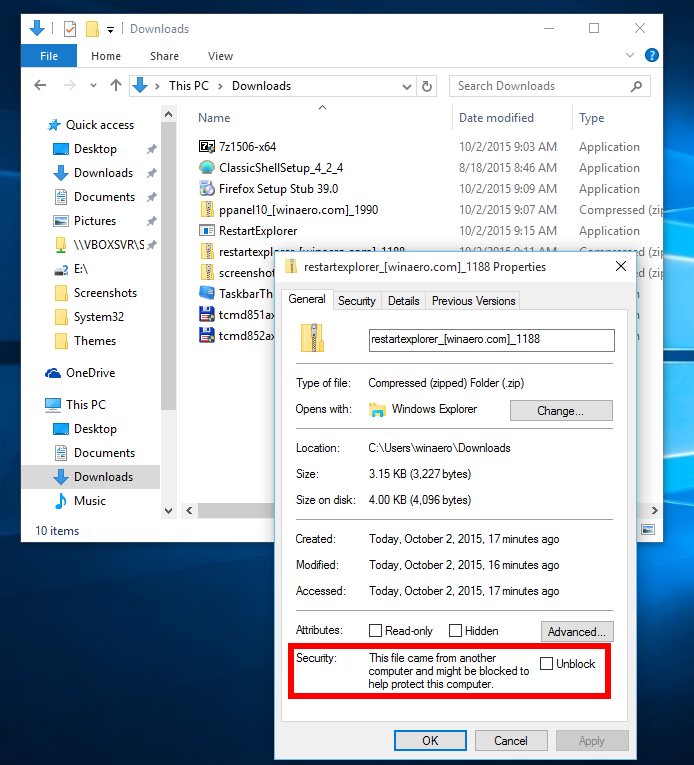 Downloads
File Home Share View
This PC > Downloads
Search Downloads
Name Date modified Type
Quick access
Desktop
Downloads
Documents
Pictures
\\VBOXSVR\S
E:\
Screenshots
System32
Themes
OneDrive
This PC
Desktop
Documents
Downloads
Music
7z1506-x64 10/2/2015 9:03 AM Application
ClassicShellSetup_4_2_4 8/18/2015 8:46 AM Application
Firefox Setup Stub 39.0 10/2/2015 9:09 AM Application
ppanel10_[winaero.com]_1990 10/2/2015 9:07 AM Compressed (zip
RestartExplorer 10/2/2015 9:15 AM Application
restartexplorer_[winaero.com]_1188 10/2/2015 9:11 AM Compressed (zip
screenshot
TaskbarTh
tcmd851ax
tcmd852ax
10 items
restartexplorer_[winaero.com]_1188 Properties
General Security Details Previous Versions
restartexplorer_[winaero.com]_1188
Type of file: Compressed (zipped) Folder (.zip)
Opens with: Windows Explorer Change...
Location: C:\Users\winaero\Downloads
Size: 3.15 KB (3,227 bytes)
Size on disk: 4.00 KB (4,096 bytes)
Created: Today, October 2, 2015, 17 minutes ago
Modified: Today, October 2, 2015, 16 minutes ago
Accessed: Today, October 2, 2015, 17 minutes ago
Attributes: Read-only Hidden Advanced...
Security: This file came from another
computer and might be blocked to
help protect this computer.
Unblock
OK Cancel Apply